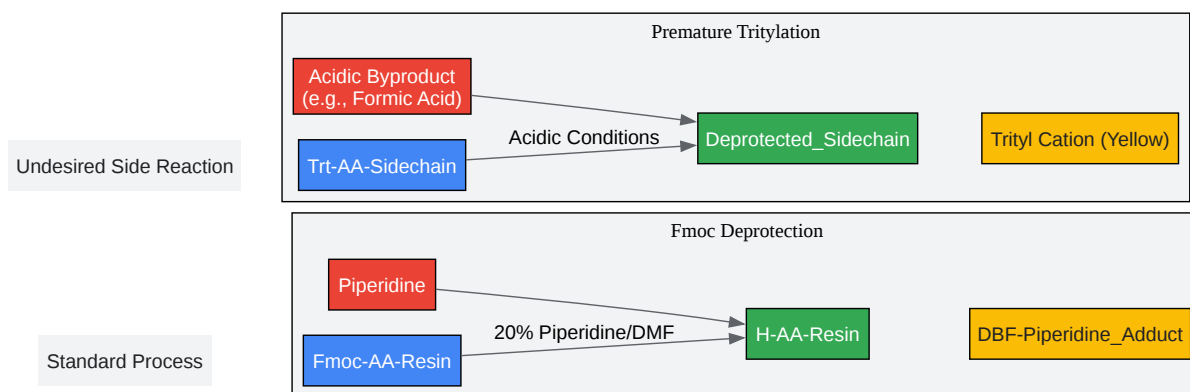 Premature Tritylation
Acidic Byproduct
(e.g., Formic Acid)
Acidic Conditions
Deprotected_Sidechain
Trityl Cation (Yellow)
Undesired Side Reaction
Trt-AA-Sidechain
Fmoc Deprotection
Piperidine
20% Piperidine/DMF
H-AA-Resin
DBF-Piperidine_Adduct
Standard Process
Fmoc-AA-Resin